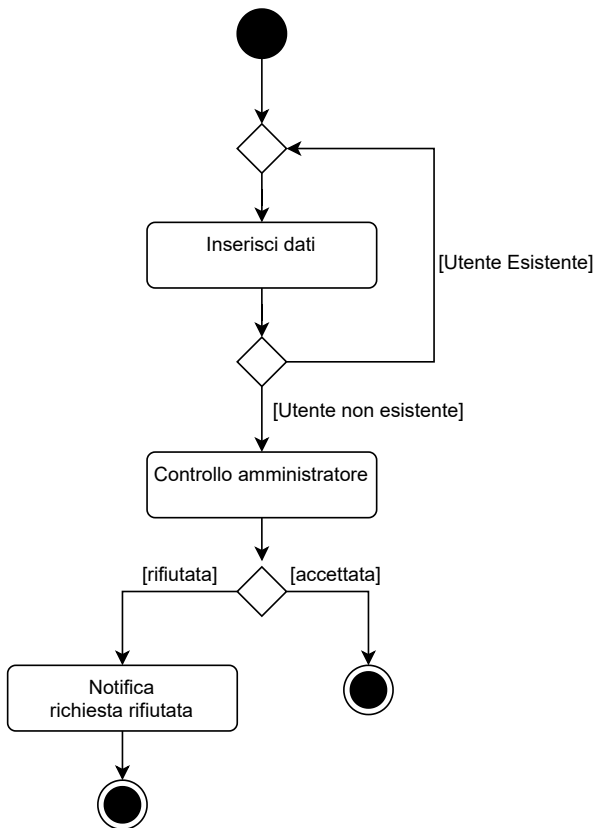 Inserisci dati
[Utente Esistente]
[Utente non esistente]
Controllo amministratore
[rifiutata]
[accettata]
Notifica
richiesta rifiutata